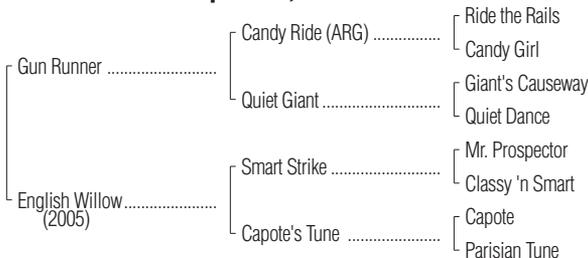 Ride the Rails
Candy Ride (ARG) ................
Candy Girl
Gun Runner ..........................
Giant's Causeway
Quiet Giant ............................
Quiet Dance
Mr. Prospector
Smart Strike ..........................
Classy 'n Smart
English Willow ......................
(2005)
Capote
Capote's Tune ......................
Parisian Tune